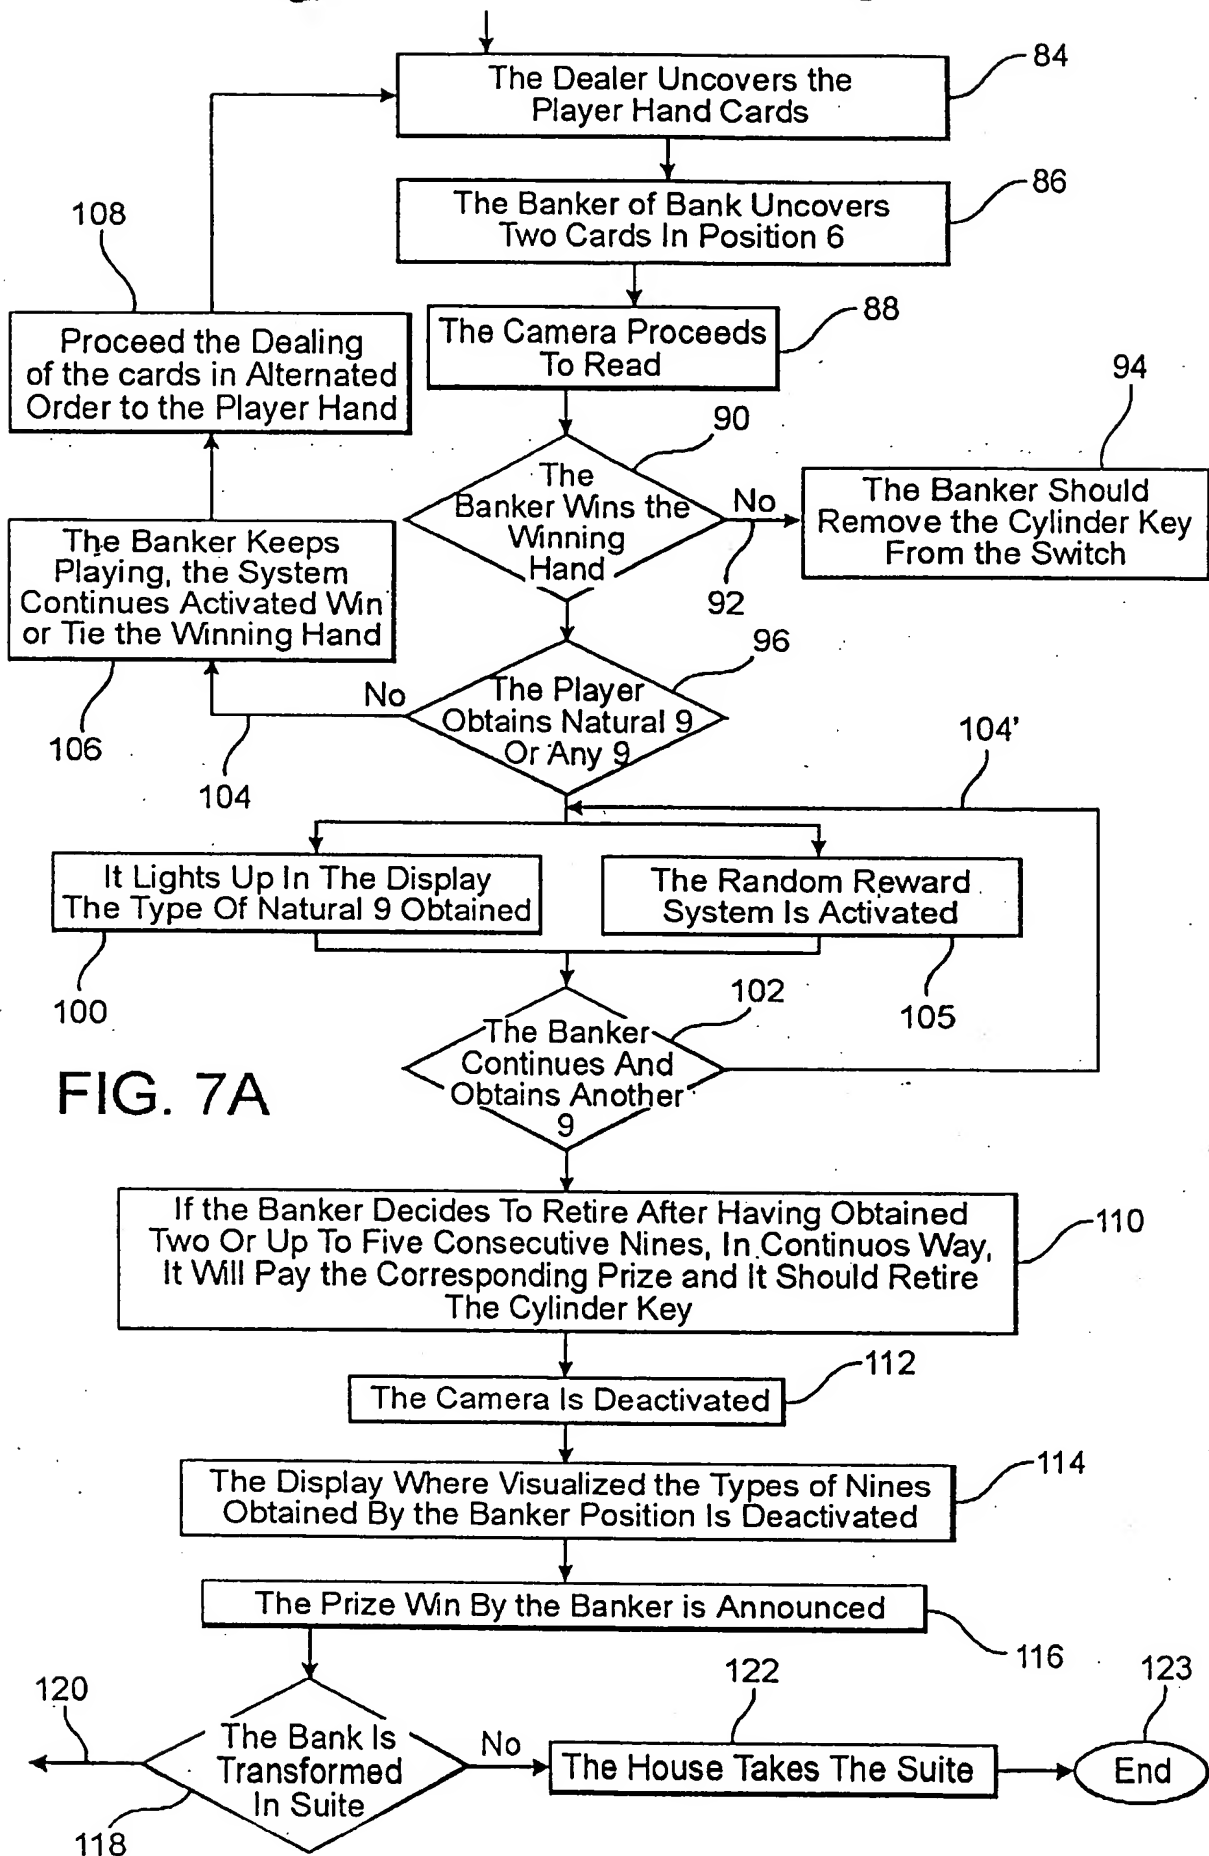 84
The Dealer Uncovers the
Player Hand Cards
86
The Banker of Bank Uncovers
Two Cards In Position 6
108
88
The Camera Proceeds
To Read
Proceed the Dealing
of the cards in Alternated
Order to the Player Hand
94
90
The
Banker Wins the
Winning
Hand
No
92
The Banker Should
Remove the Cylinder Key
From the Switch
The Banker Keeps
Playing, the System
Continues Activated Win
or Tie the Winning Hand
96
No
The Player
Obtains Natural 9
Or Any 9
106
104
104'
It Lights Up In The Display
The Type Of Natural 9 Obtained
The Random Reward
System Is Activated
100
102
105
The Banker
Continues And
Obtains Another
9
FIG. 7A
If the Banker Decides To Retire After Having Obtained
Two Or Up To Five Consecutive Nines, In Continuos Way,
It Will Pay the Corresponding Prize and It Should Retire
The Cylinder Key
110
112
The Camera Is Deactivated
The Display Where Visualized the Types of Nines
Obtained By the Banker Position Is Deactivated
114
The Prize Win By the Banker is Announced
116
120
122
123
The Bank Is
Transformed
In Suite
No
The House Takes The Suite
End
118